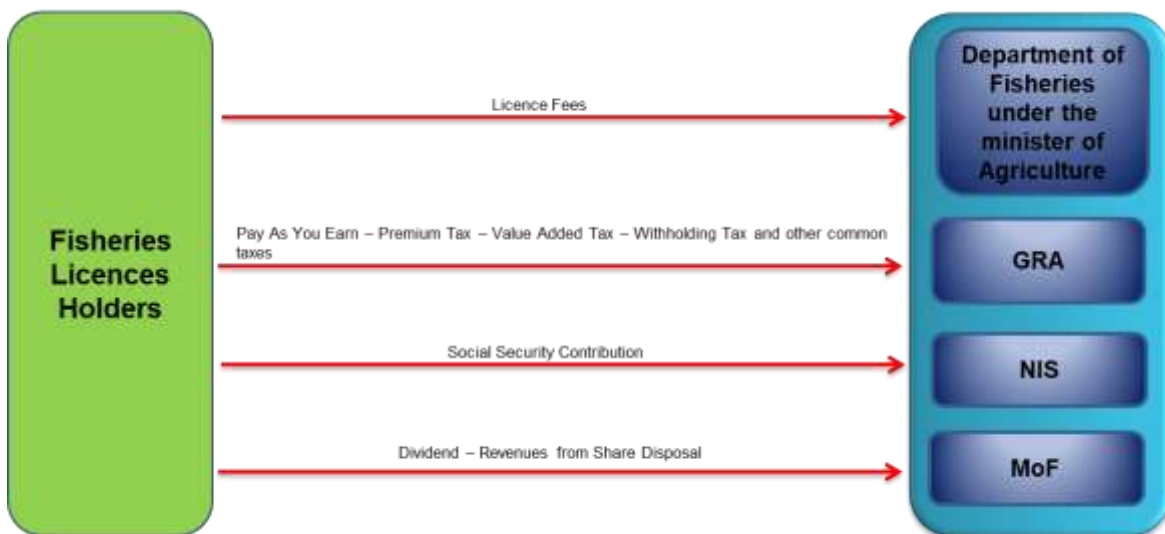 Fisheries
Licences
Holders
Licence Fees
Pay As You Earn – Premium Tax – Value Added Tax – Withholding Tax and other common
taxes
Social Security Contribution
Dividend – Revenues from Share Disposal
Department of
Fisheries
under the
minister of
Agriculture
GRA
NIS
MoF